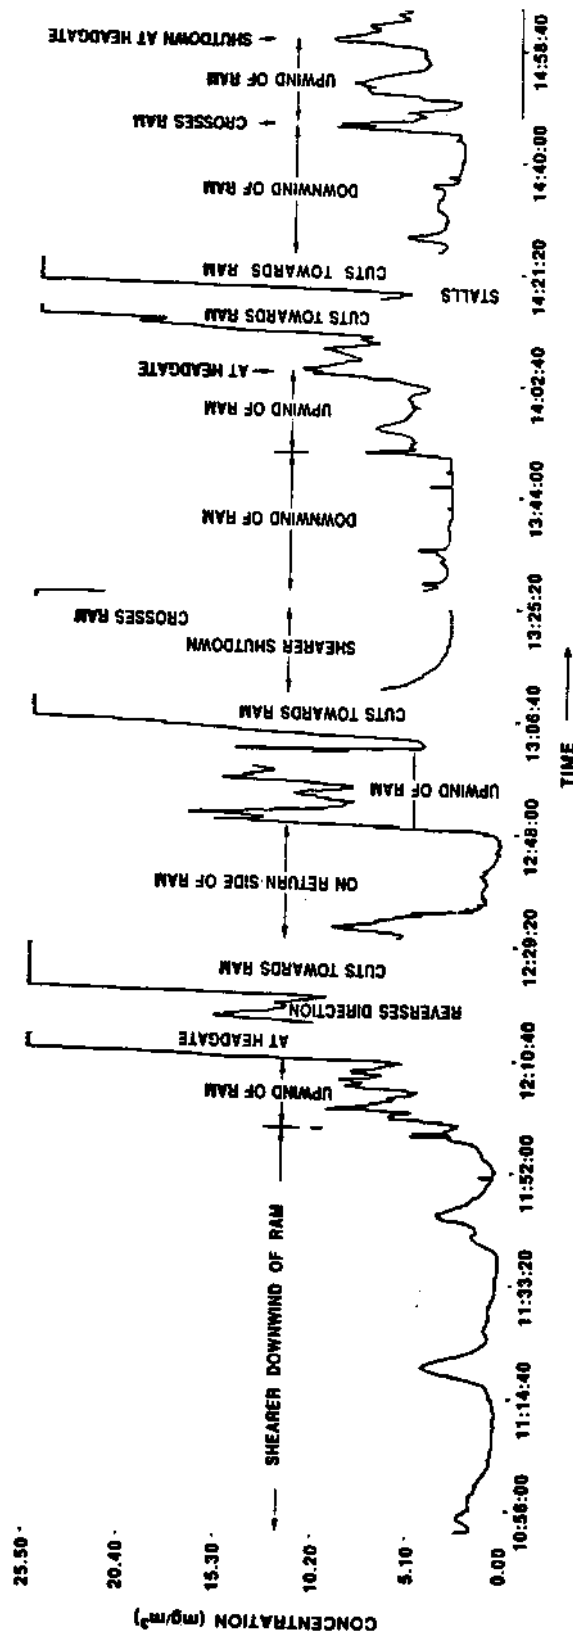 CONCENTRATION (mg/m³)
25.50
20.40
15.30
10.20
5.10
0.00
SHEARER DOWNWIND OF RAM
UPWIND OF RAM
AT HEADGATE
REVERSES DIRECTION
CUTS TOWARDS RAM
ON RETURN SIDE OF RAM
UPWIND OF RAM
CUTS TOWARDS RAM
SHEARER SHUTDOWN
CROSSES RAM
DOWNWIND OF RAM
UPWIND OF RAM
AT HEADGATE
CUTS TOWARDS RAM
STALLS
CUTS TOWARDS RAM
DOWNWIND OF RAM
CROSSES RAM
UPWIND OF RAM
SHUTDOWN AT HEADGATE
10:56:00
11:14:40
11:33:20
11:52:00
12:10:40
12:29:20
12:48:00
13:06:40
13:25:20
13:44:00
14:02:40
14:21:20
14:40:00
14:58:40
TIME